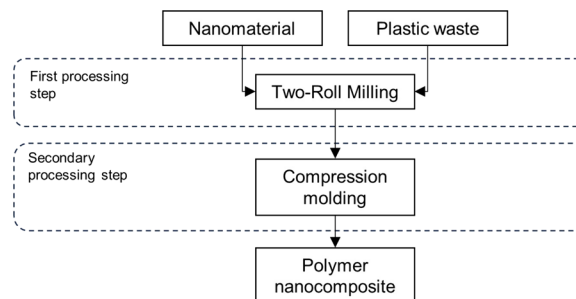 Nanomaterial
Plastic waste
First processing
step
Two-Roll Milling
Secondary
processing step
Compression
molding
Polymer
nanocomposite